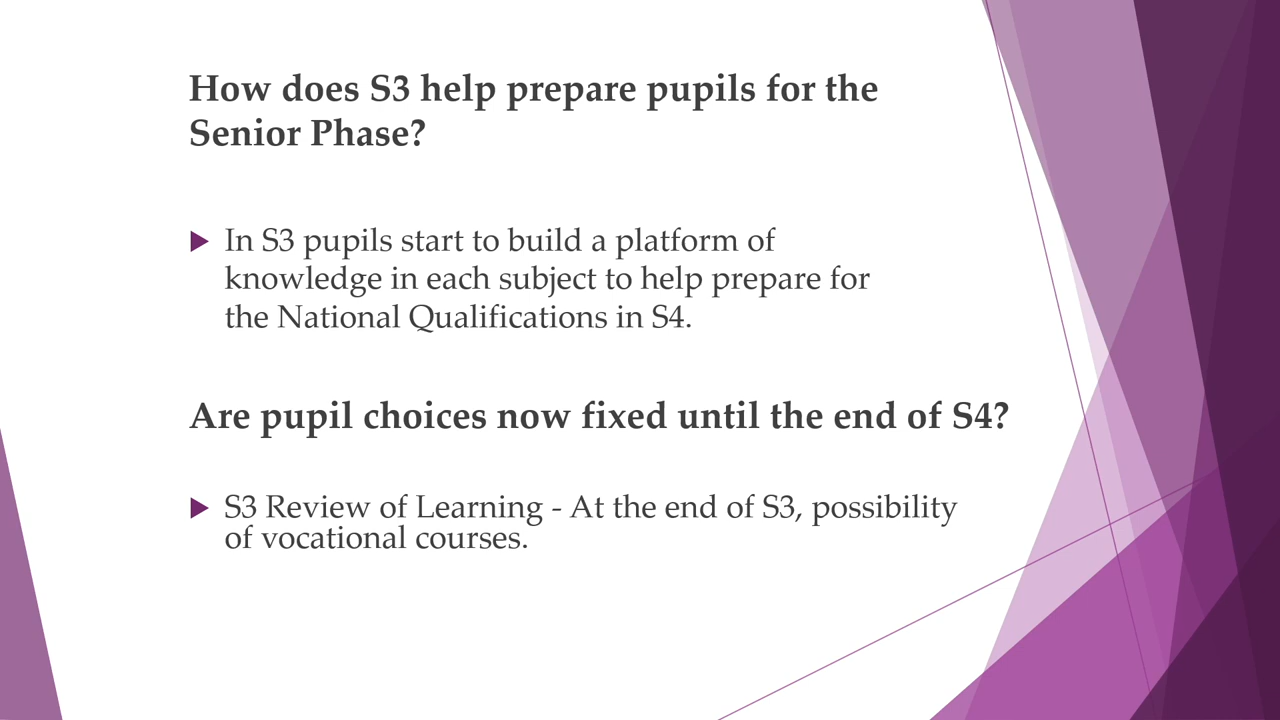 How does S3 help prepare pupils for the
Senior Phase?
In S3 pupils start to build a platform of
knowledge in each subject to help prepare for
the National Qualifications in S4.
Are pupil choices now fixed until the end of S4?
S3 Review of Learning - At the end of S3, possibility
of vocational courses.